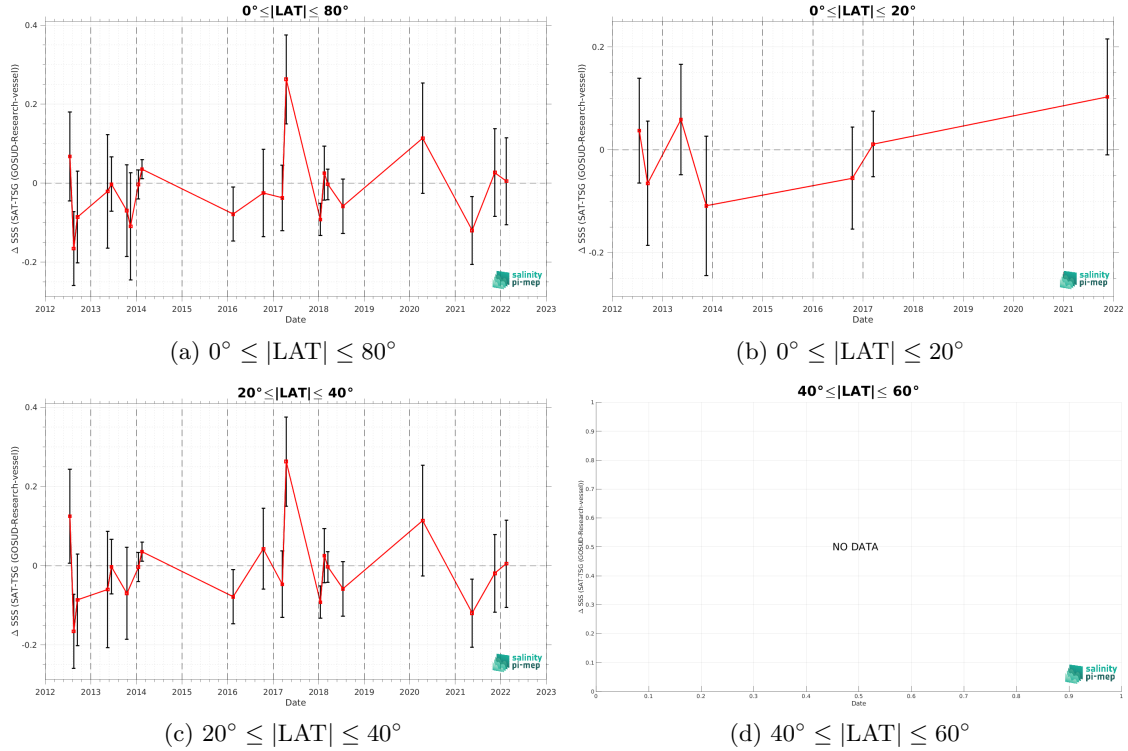 0°≤|LAT|≤ 80°
Δ SSS (SAT-TSG (GOSUD-Research-vessel))
0.4
0.2
0
-0.2
2012 2013 2014 2015 2016 2017 2018 2019 2020 2021 2022 2023
Date
salinity
pi-mep
(a) 0° ≤ |LAT| ≤ 80°
0°≤|LAT|≤ 20°
Δ SSS (SAT-TSG (GOSUD-Research-vessel))
0.2
0
-0.2
2012 2013 2014 2015 2016 2017 2018 2019 2020 2021 2022
Date
salinity
pi-mep
(b) 0° ≤ |LAT| ≤ 20°
20°≤|LAT|≤ 40°
Δ SSS (SAT-TSG (GOSUD-Research-vessel))
0.4
0.2
0
-0.2
2012 2013 2014 2015 2016 2017 2018 2019 2020 2021 2022 2023
Date
salinity
pi-mep
(c) 20° ≤ |LAT| ≤ 40°
40°≤|LAT|≤ 60°
Δ SSS (SAT-TSG (GOSUD-Research-vessel))
1
0.9
0.8
0.7
0.6
0.5
0.4
0.3
0.2
0.1
0
NO DATA
0 0.1 0.2 0.3 0.4 0.5 0.6 0.7 0.8 0.9 1
Date
salinity
pi-mep
(d) 40° ≤ |LAT| ≤ 60°